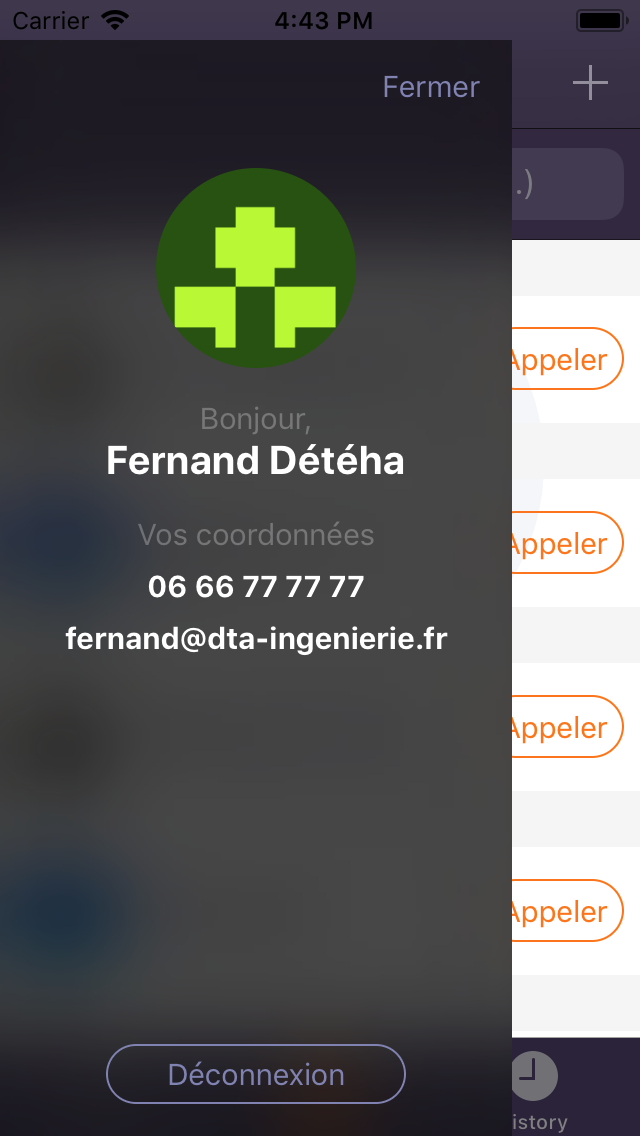 Carrier 4:43 PM
Fermer
.)
Bonjour,
Fernand Détéha
Vos coordonnées
06 66 77 77 77
fernand@dta-ingenierie.fr
Appeler
Appeler
Appeler
Appeler
Déconnexion
istory